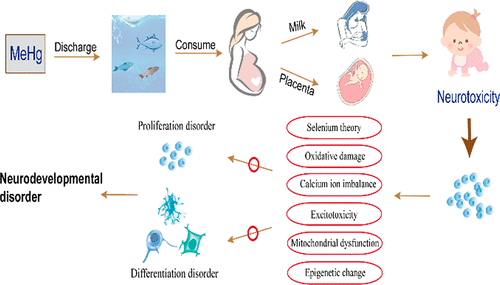 MeHg
Discharge
Consume
Milk
Placenta
Neurotoxicity
Selenium theory
Oxidative damage
Calcium ion imbalance
Excitotoxicity
Mitochondrial dysfunction
Epigenetic change
Proliferation disorder
Differentiation disorder
Neurodevelopmental
disorder